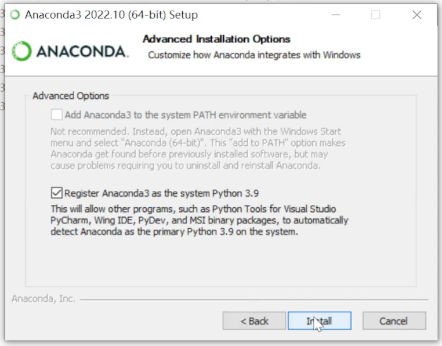 Anaconda3 2022.10 (64-bit) Setup
ANACONDA.
Advanced Installation Options
Customize how Anaconda integrates with Windows
Advanced Options
Add Anaconda3 to the system PATH environment variable
Not recommended. Instead, open Anaconda3 with the Windows Start
menu and select "Anaconda (64-bit)". This "add to PATH" option makes
Anaconda get found before previously installed software, but may
cause problems requiring you to uninstall and reinstall Anaconda.
Register Anaconda3 as the system Python 3.9
This will allow other programs, such as Python Tools for Visual Studio
PyCharm, Wing IDE, PyDev, and MSI binary packages, to automatically
detect Anaconda as the primary Python 3.9 on the system.
Anaconda, Inc.
< Back
Install
Cancel